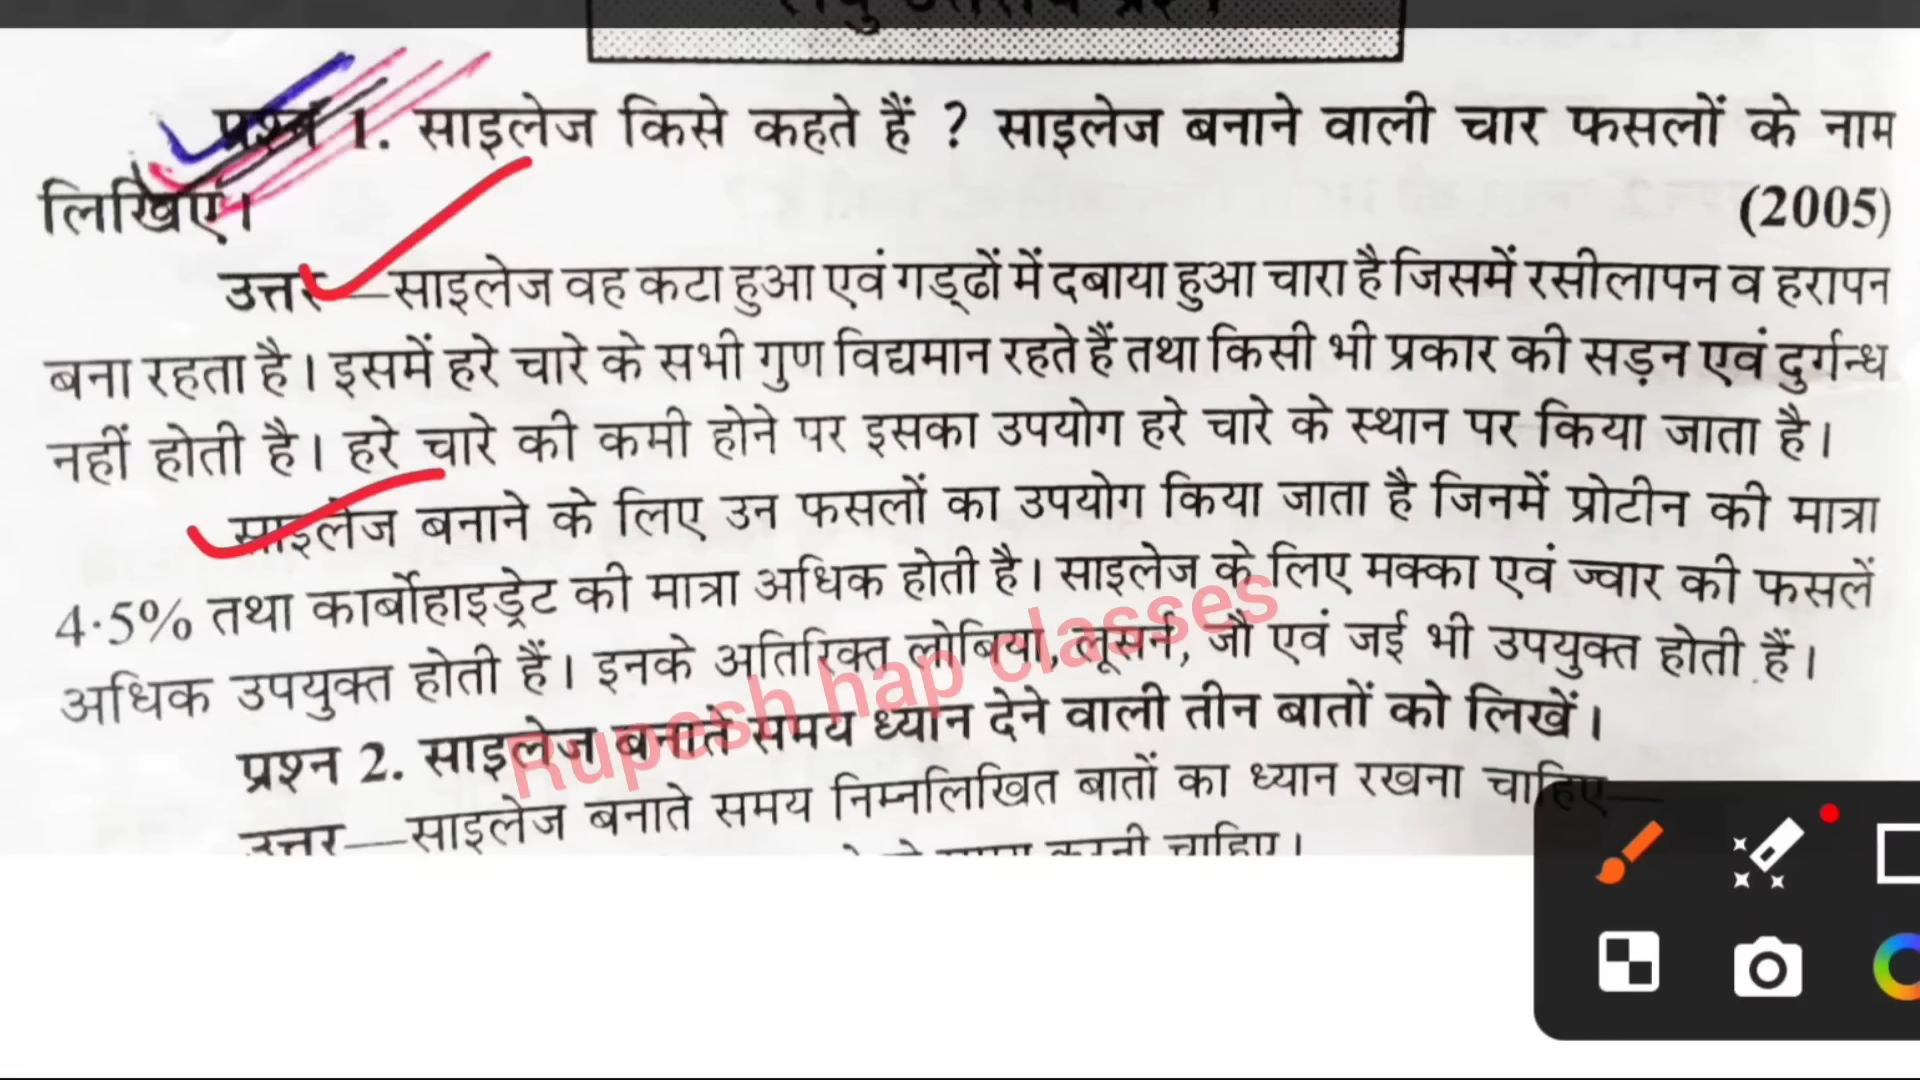 प्रश्न 1. साइलेज किसे कहते हैं ? साइलेज बनाने वाली चार फसलों के नाम
लिखिए।
(2005)
उत्तर—साइलेज वह कटा हुआ एवं गड्ढों में दबाया हुआ चारा है जिसमें रसीलापन व हरापन
बना रहता है। इसमें हरे चारे के सभी गुण विद्यमान रहते हैं तथा किसी भी प्रकार की सड़न एवं दुर्गन्ध
नहीं होती है। हरे चारे की कमी होने पर इसका उपयोग हरे चारे के स्थान पर किया जाता है।
साइलेज बनाने के लिए उन फसलों का उपयोग किया जाता है जिनमें प्रोटीन की मात्रा
4·5% तथा कार्बोहाइड्रेट की मात्रा अधिक होती है। साइलेज के लिए मक्का एवं ज्वार की फसलें
अधिक उपयुक्त होती हैं। इनके अतिरिक्त लोबिया, लूसर्न, जौ एवं जई भी उपयुक्त होती हैं।
Rupesh hap classes
प्रश्न 2. साइलेज बनाते समय ध्यान देने वाली तीन बातों को लिखें।
उत्तर—साइलेज बनाते समय निम्नलिखित बातों का ध्यान रखना चाहिए—
करनी चाहिए।